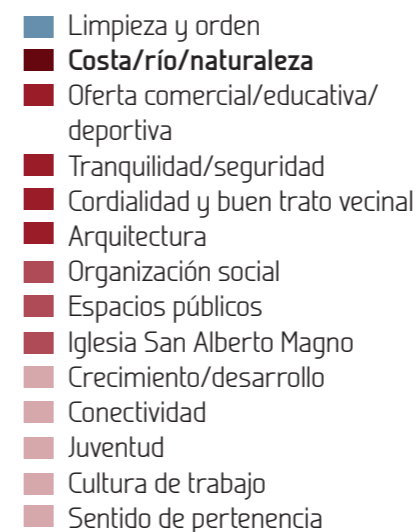 Limpieza y orden
Costa/río/naturaleza
Oferta comercial/educativa/
deportiva
Tranquilidad/seguridad
Cordialidad y buen trato vecinal
Arquitectura
Organización social
Espacios públicos
Iglesia San Alberto Magno
Crecimiento/desarrollo
Conectividad
Juventud
Cultura de trabajo
Sentido de pertenencia